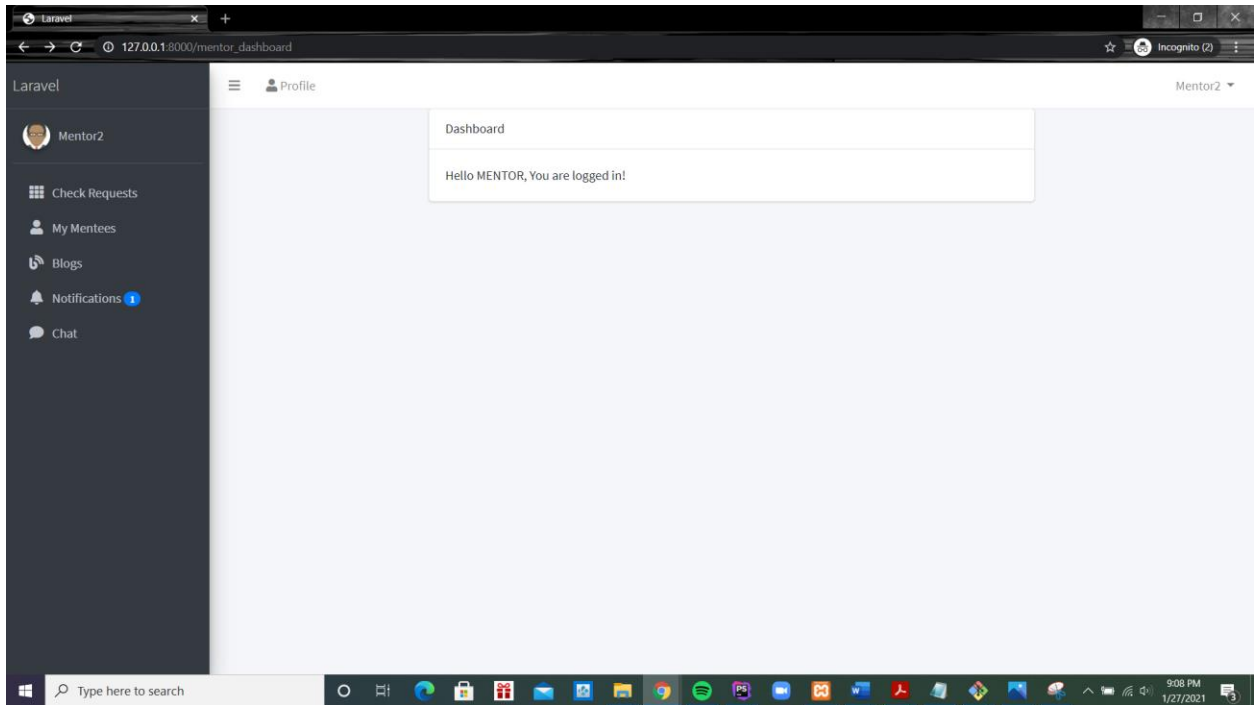 Laravel
127.0.0.1:8000/mentor_dashboard
Incognito (2)
Laravel
Profile
Mentor2
Mentor2
Check Requests
My Mentees
Blogs
Notifications 1
Chat
Dashboard
Hello MENTOR, You are logged in!
Type here to search
9:08 PM
1/27/2021
3